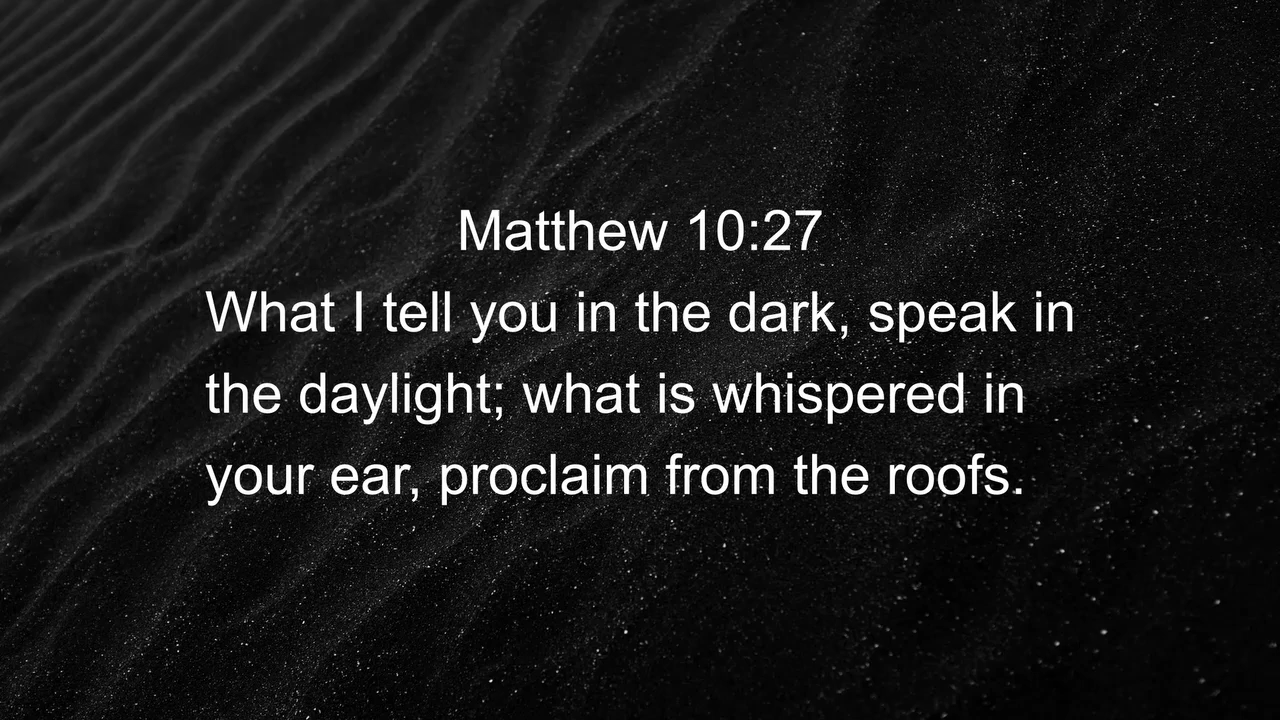 Matthew 10:27
What I tell you in the dark, speak in
the daylight; what is whispered in
your ear, proclaim from the roofs.